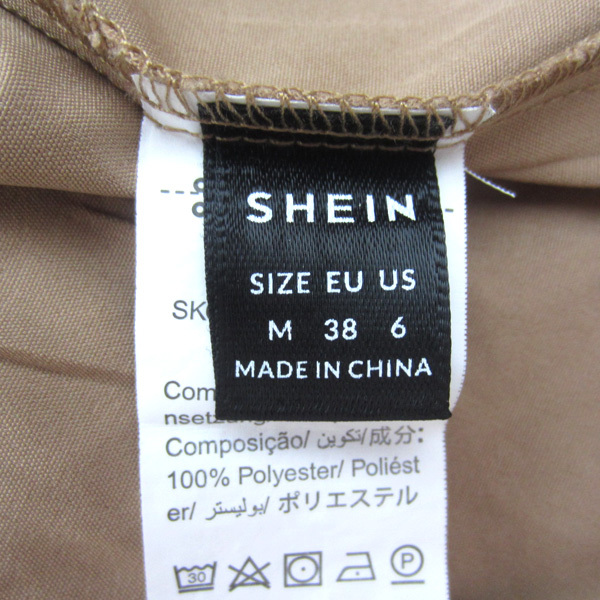 SHEIN
SIZE EU US
M 38 6
MADE IN CHINA
SK
Com
nsetzung
Composição/ تكوين/成分:
100% Polyester/ Poliést
er/ بوليستر/ ポリエステル
30
P